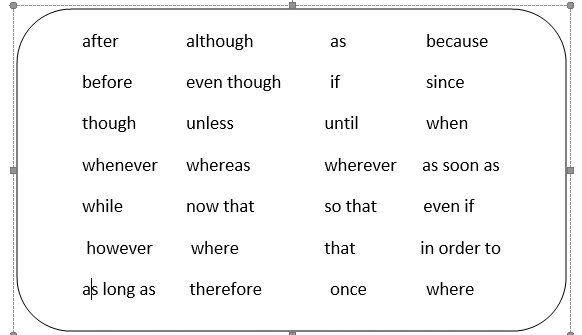 after although as because
before even though if since
though unless until when
whenever whereas wherever as soon as
while now that so that even if
however where that in order to
as long as therefore once where